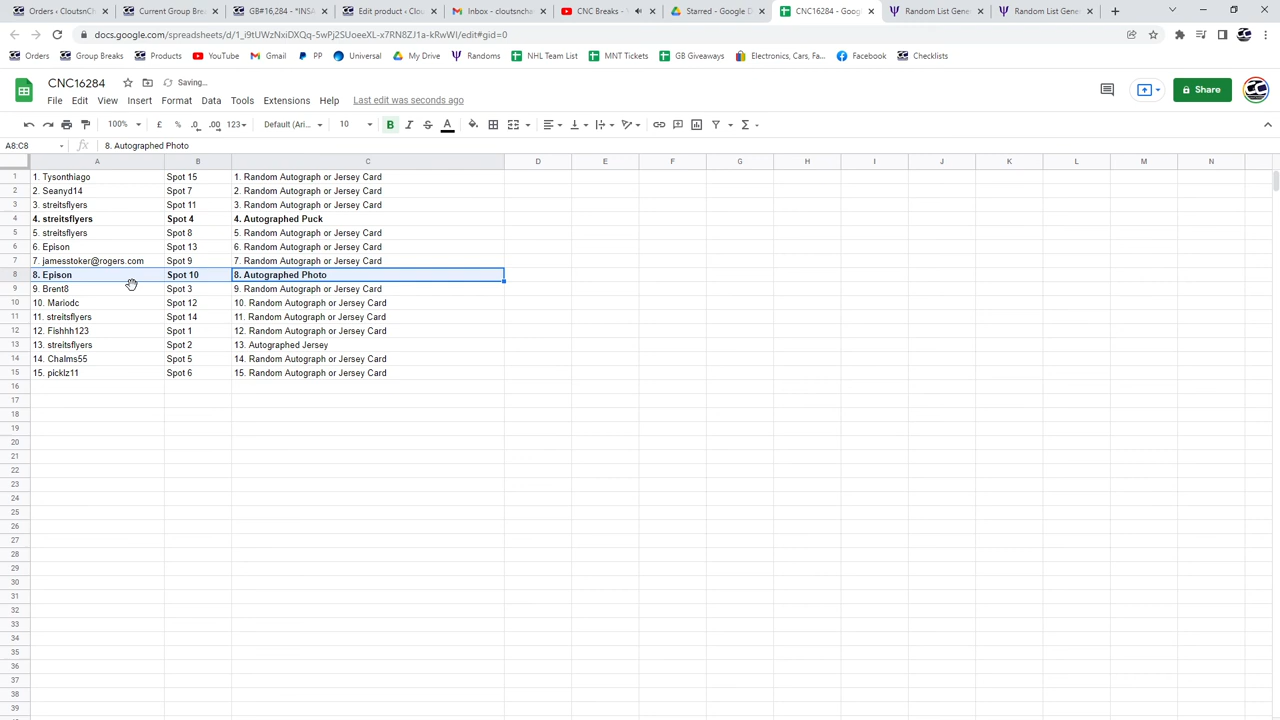 Orders ‹ CloutsnCh
Current Group Brea
GB#16,284 - *INSA
Edit product ‹ Clou
Inbox - cloutsnche
CNC Breaks - Y
Starred - Google D
CNC16284 - Googl
Random List Gene
Random List Gene
docs.google.com/spreadsheets/d/1_i9tUWzNxiDXQq-5wPj2SUoeeXL-x7RN8ZJ1a-kRwWI/edit#gid=0
Orders
Group Breaks
Products
YouTube
Gmail
PP
Universal
My Drive
Randoms
NHL Team List
MNT Tickets
GB Giveaways
Electronics, Cars, Fa...
Facebook
Checklists
CNC16284
Saving...
File Edit View Insert Format Data Tools Extensions Help Last edit was seconds ago
Share
100% £ % .0 .00 123 Default (Ari... 10 B I S A
A8:C8 fx 8. Autographed Photo
A B C D E F G H I J K L M N
1 1. Tysonthiago Spot 15 1. Random Autograph or Jersey Card
2 2. Seanyd14 Spot 7 2. Random Autograph or Jersey Card
3 3. streitsflyers Spot 11 3. Random Autograph or Jersey Card
4 4. streitsflyers Spot 4 4. Autographed Puck
5 5. streitsflyers Spot 8 5. Random Autograph or Jersey Card
6 6. Epison Spot 13 6. Random Autograph or Jersey Card
7 7. jamesstoker@rogers.com Spot 9 7. Random Autograph or Jersey Card
8 8. Epison Spot 10 8. Autographed Photo
9 9. Brent8 Spot 3 9. Random Autograph or Jersey Card
10 10. Mariodc Spot 12 10. Random Autograph or Jersey Card
11 11. streitsflyers Spot 14 11. Random Autograph or Jersey Card
12 12. Fishhh123 Spot 1 12. Random Autograph or Jersey Card
13 13. streitsflyers Spot 2 13. Autographed Jersey
14 14. Chalms55 Spot 5 14. Random Autograph or Jersey Card
15 15. picklz11 Spot 6 15. Random Autograph or Jersey Card
16
17
18
19
20
21
22
23
24
25
26
27
28
29
30
31
32
33
34
35
36
37
38
39